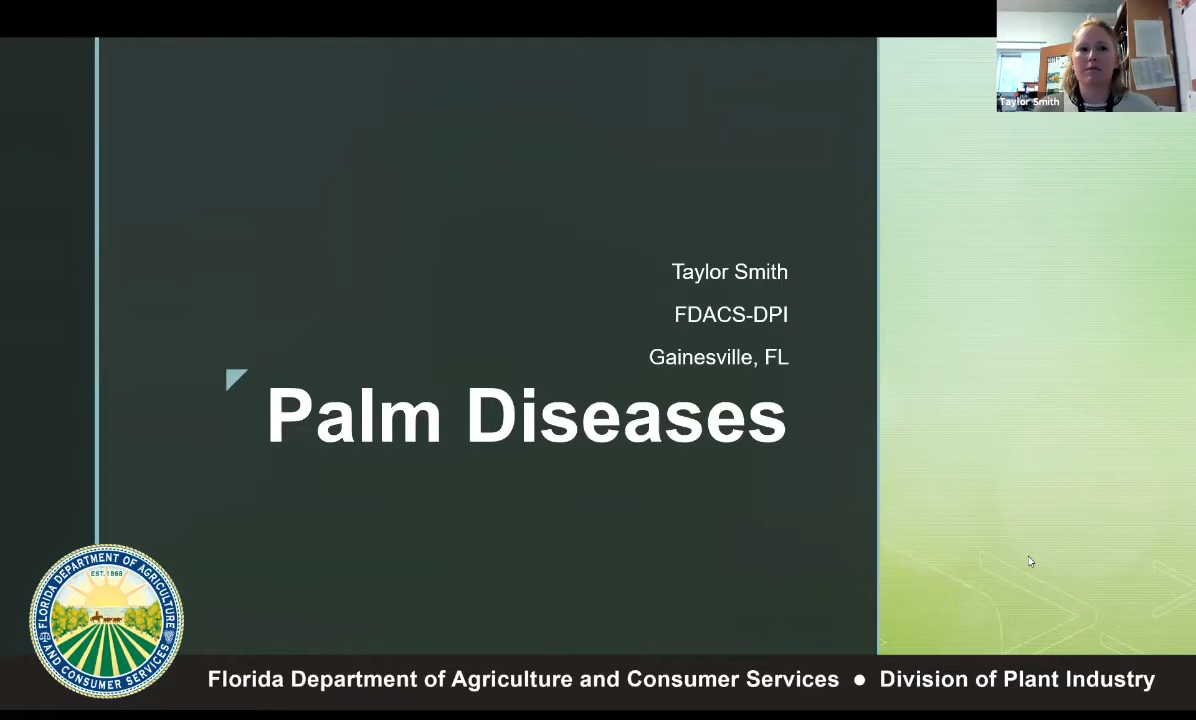 Taylor Smith
Taylor Smith
FDACS-DPI
Gainesville, FL
Palm Diseases
FLORIDA DEPARTMENT OF AGRICULTURE
AND CONSUMER SERVICES
EST. 1868
Florida Department of Agriculture and Consumer Services ● Division of Plant Industry